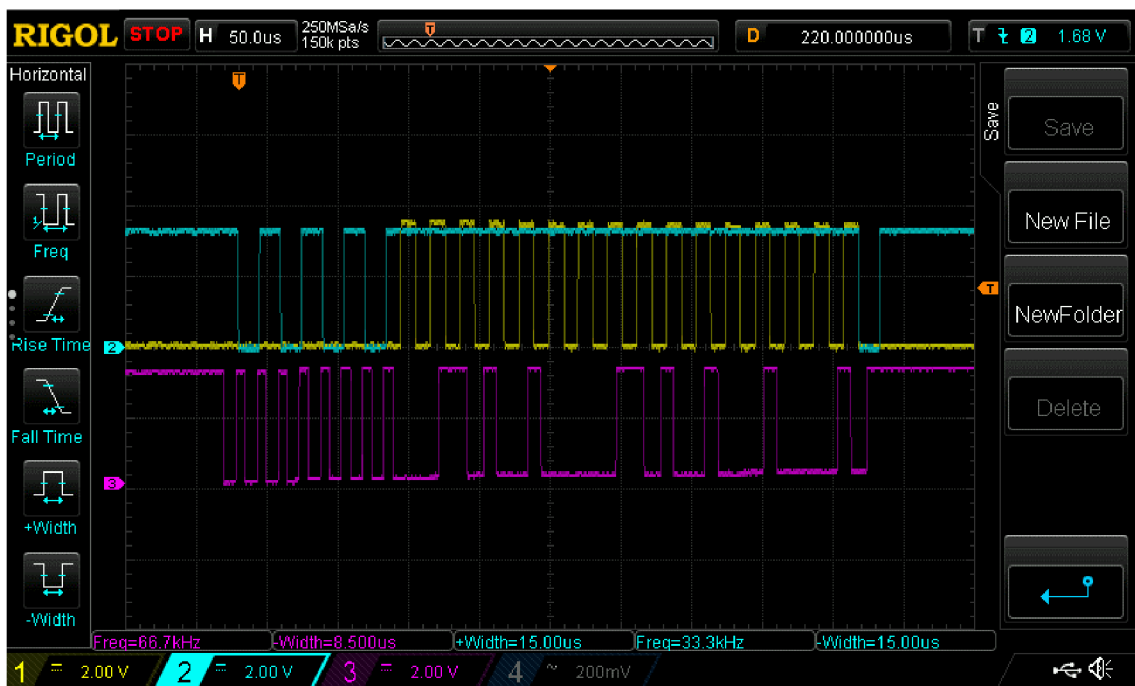 RIGOL STOP H 50.0us 250MSa/s 150k pts T D 220.000000us T 2 1.68 V
Horizontal
Period
Freq
Rise Time
Fall Time
+Width
-Width
T
T
2
3
Save
Save
New File
NewFolder
Delete
Freq=66.7kHz -Width=8.500us +Width=15.00us Freq=33.3kHz -Width=15.00us
1 = 2.00 V 2 = 2.00 V 3 = 2.00 V 4 ~ 200mV